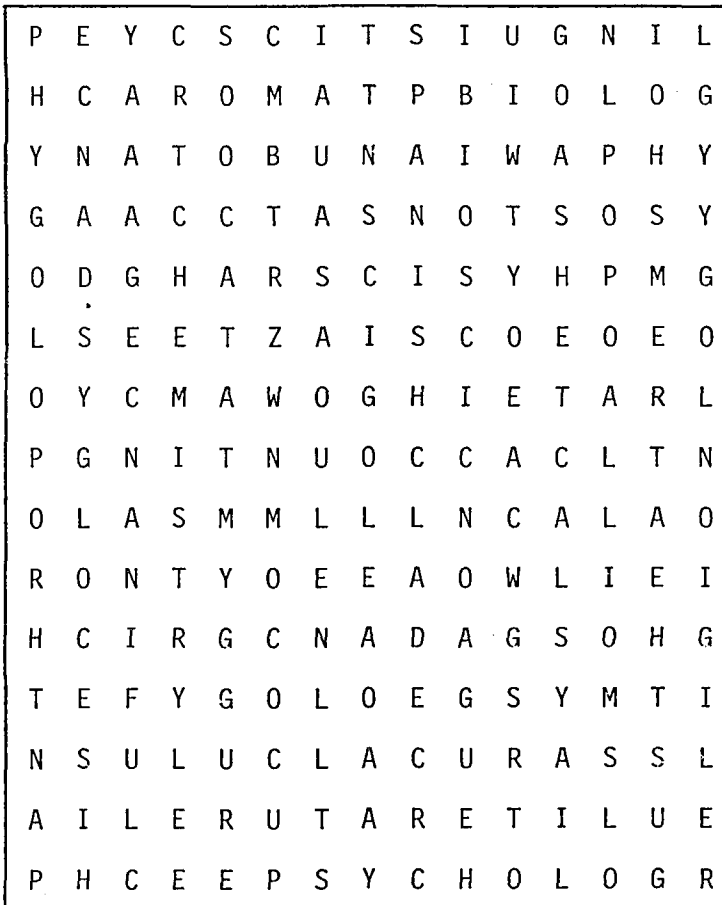 P E Y C S C I T S I U G N I L
H C A R O M A T P B I O L O G
Y N A T O B U N A I W A P H Y
G A A C C T A S N O T S O S Y
O D G H A R S C I S Y H P M G
L S E E T Z A I S C O E O E O
O Y C M A W O G H I E T A R L
P G N I T N U O C C A C L T N
O L A S M M L L L N C A L A O
R O N T Y O E E A O W L I E I
H C I R G C N A D A G S O H G
T E F Y G O L O E G S Y M T I
N S U L U C L A C U R A S S L
A I L E R U T A R E T I L U E
P H C E E P S Y C H O L O G R